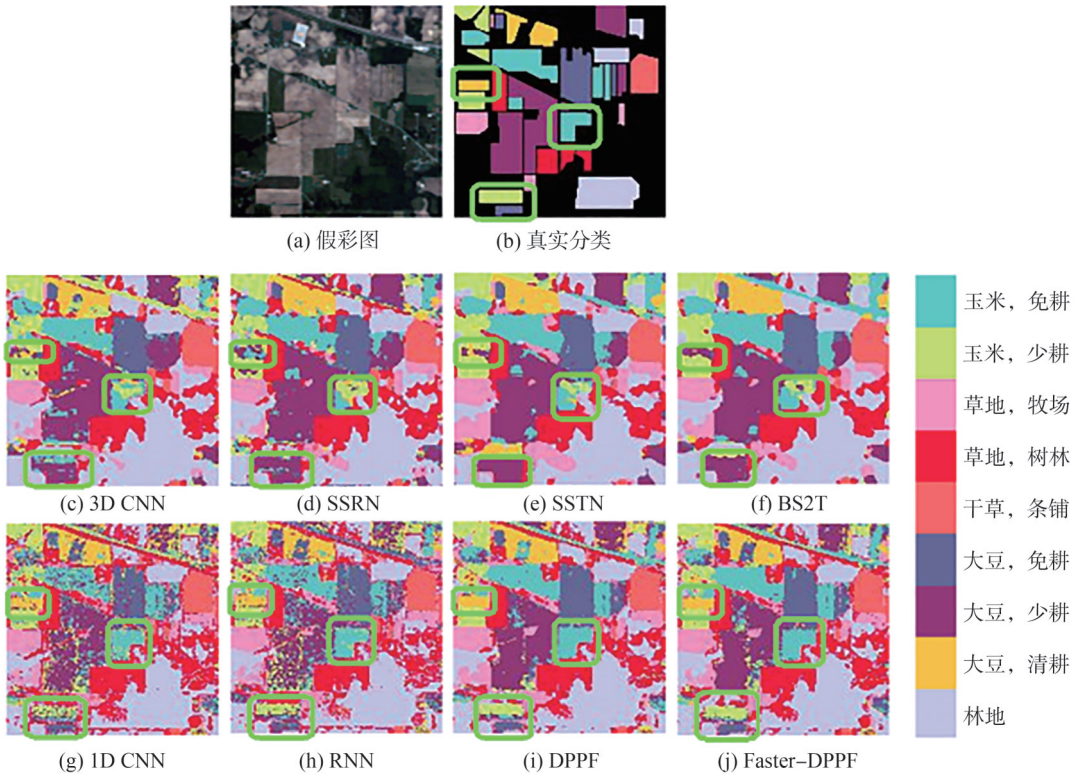 (a) 假彩图
(b) 真实分类
(c) 3D CNN
(d) SSRN
(e) SSTN
(f) BS2T
(g) 1D CNN
(h) RNN
(i) DPPF
(j) Faster-DPPF
玉米，免耕
玉米，少耕
草地，牧场
草地，树林
干草，条铺
大豆，免耕
大豆，少耕
大豆，清耕
林地